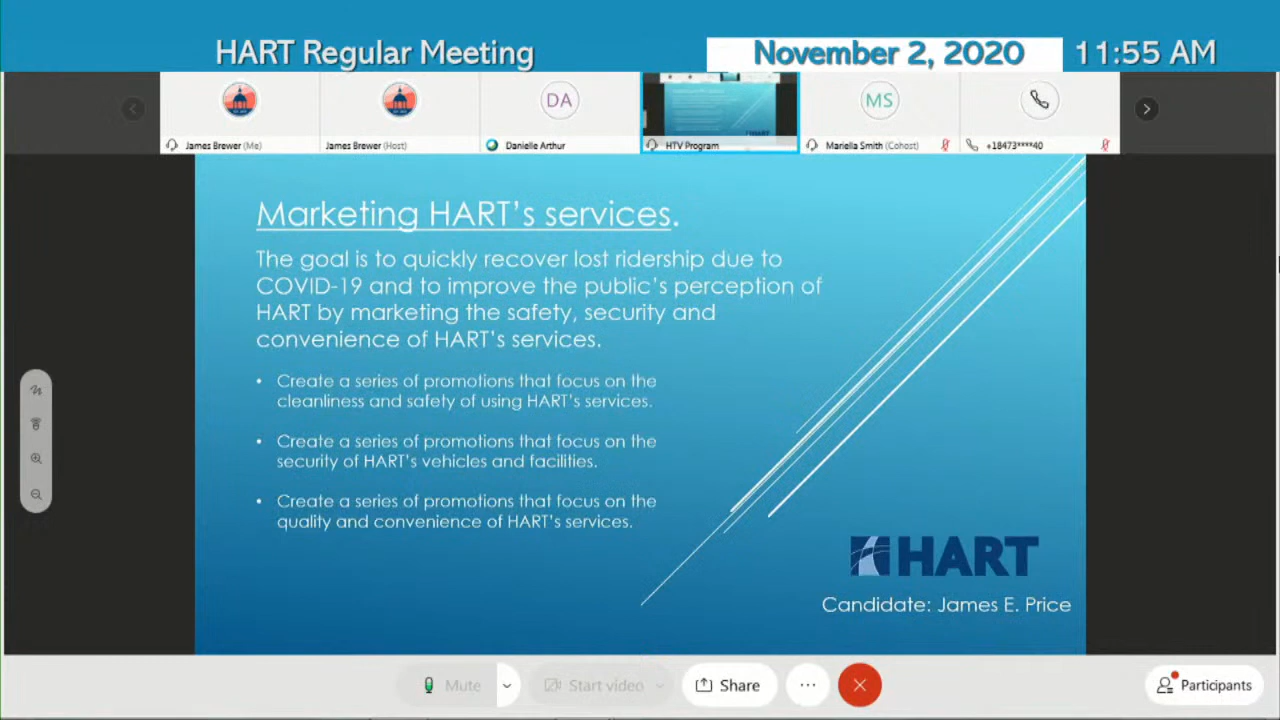 HART Regular Meeting
November 2, 2020
11:55 AM
DA
MS
James Brewer (Me)
James Brewer (Host)
Danielle Arthur
HTV Program
Mariella Smith (Cohost)
+18473****40
Marketing HART's services.
The goal is to quickly recover lost ridership due to
COVID-19 and to improve the public's perception of
HART by marketing the safety, security and
convenience of HART's services.
• Create a series of promotions that focus on the
cleanliness and safety of using HART's services.
• Create a series of promotions that focus on the
security of HART's vehicles and facilities.
• Create a series of promotions that focus on the
quality and convenience of HART's services.
HART
Candidate: James E. Price
Mute
Start video
Share
Participants